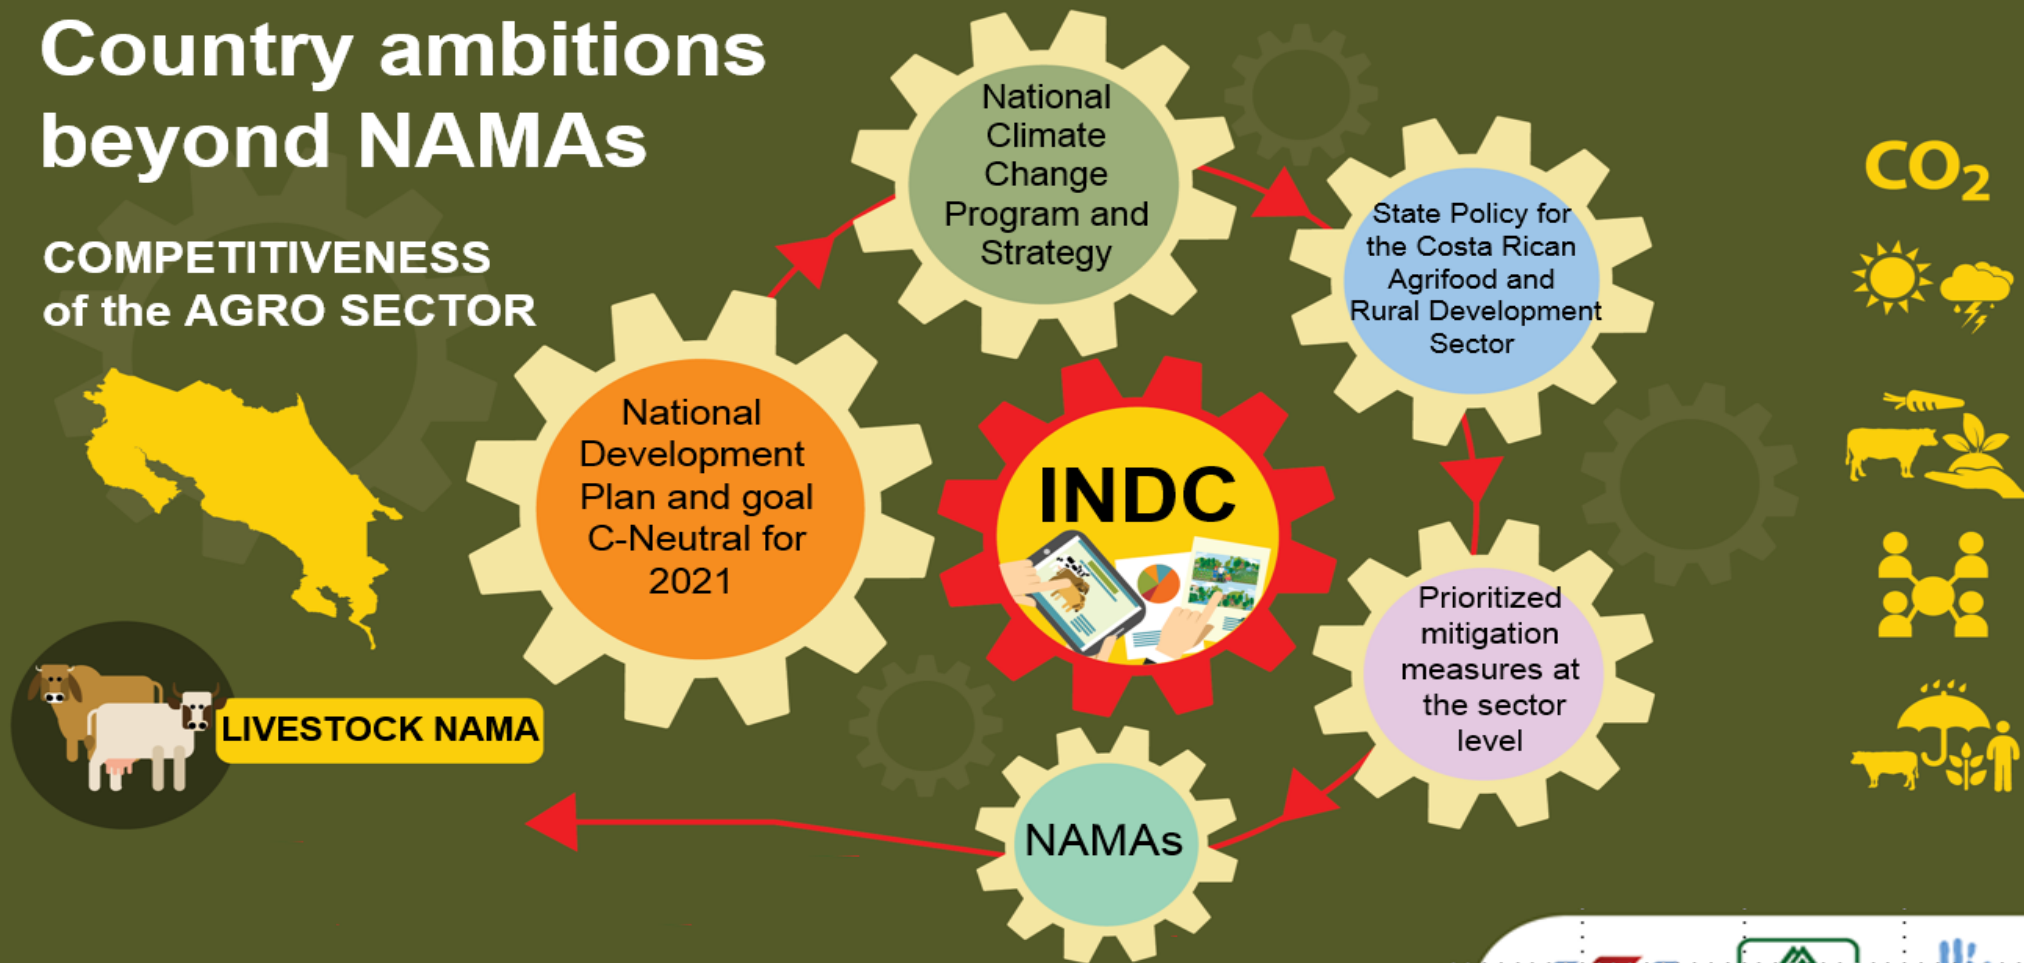 Country ambitions
beyond NAMAs
COMPETITIVENESS
of the AGRO SECTOR
National
Climate
Change
Program and
Strategy
State Policy for
the Costa Rican
Agrifood and
Rural Development
Sector
CO₂
National
Development
Plan and goal
C-Neutral for
2021
INDC
Prioritized
mitigation
measures at
the sector
level
LIVESTOCK NAMA
NAMAs